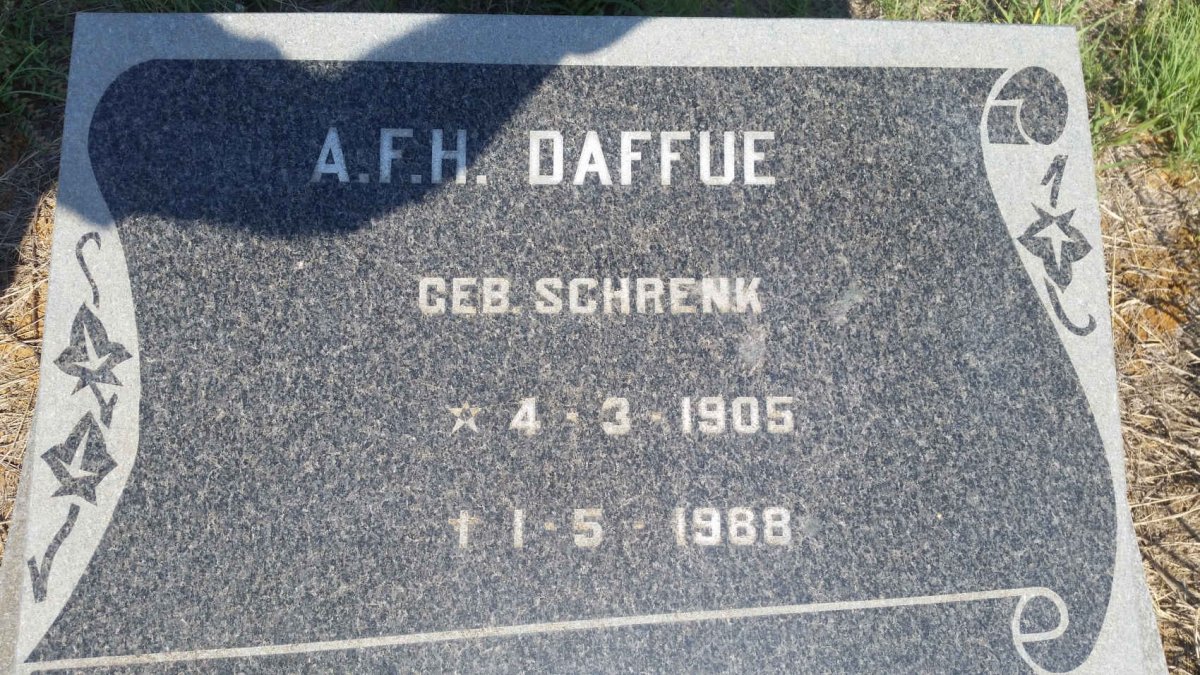 A.F.H. DAFFUE
GEB. SCHRENK
☆ 4 - 3 - 1905
† 1 - 5 - 1988